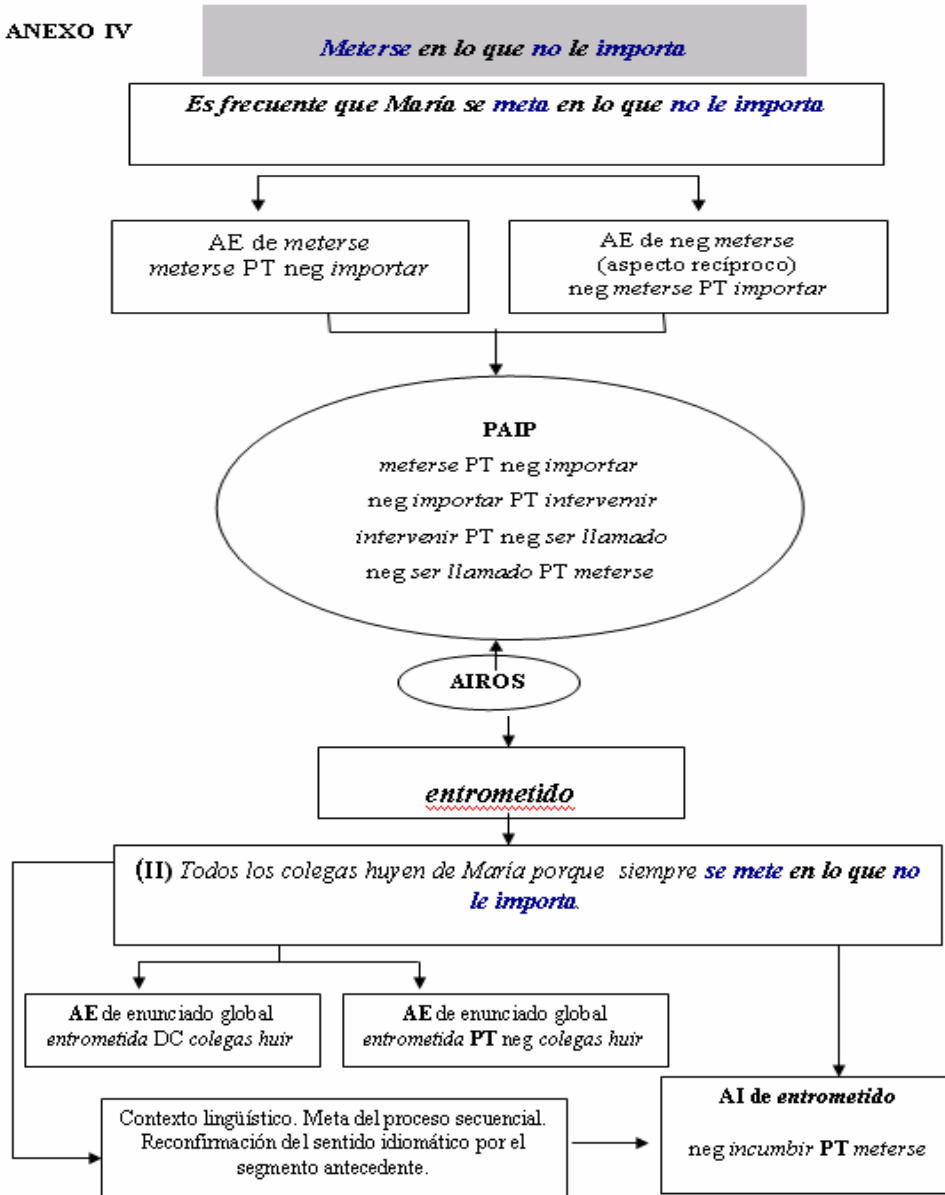 ANEXO IV
Meterse en lo que no le importa
Es frecuente que María se meta en lo que no le importa
AE de meterse
meterse PT neg importar
AE de neg meterse
(aspecto recíproco)
neg meterse PT importar
PAIP
meterse PT neg importar
neg importar PT intervernir
intervenir PT neg ser llamado
neg ser llamado PT meterse
AIROS
entrometido
(II) Todos los colegas huyen de María porque siempre se mete en lo que no
le importa.
AE de enunciado global
entrometida DC colegas huir
AE de enunciado global
entrometida PT neg colegas huir
Contexto lingüístico. Meta del proceso secuencial.
Reconfirmación del sentido idiomático por el
segmento antecedente.
AI de entrometido
neg incumbir PT meterse